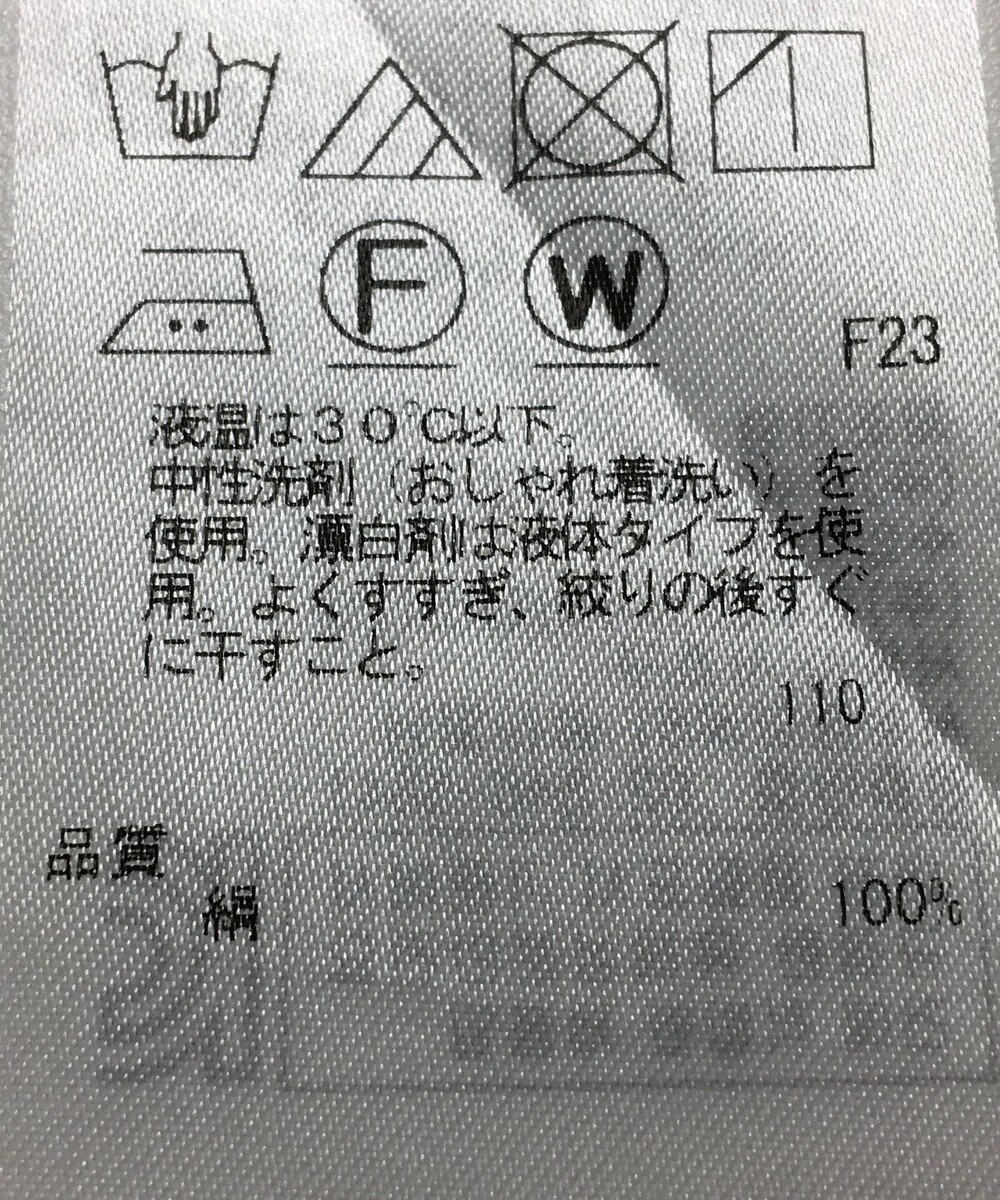 F W
F23
液温は30℃以下。
中性洗剤(おしゃれ着洗い)を
使用。漂白剤は液体タイプを使
用。よくすすぎ、絞りの後すぐ
に干すこと。
110
品質
絹 100%